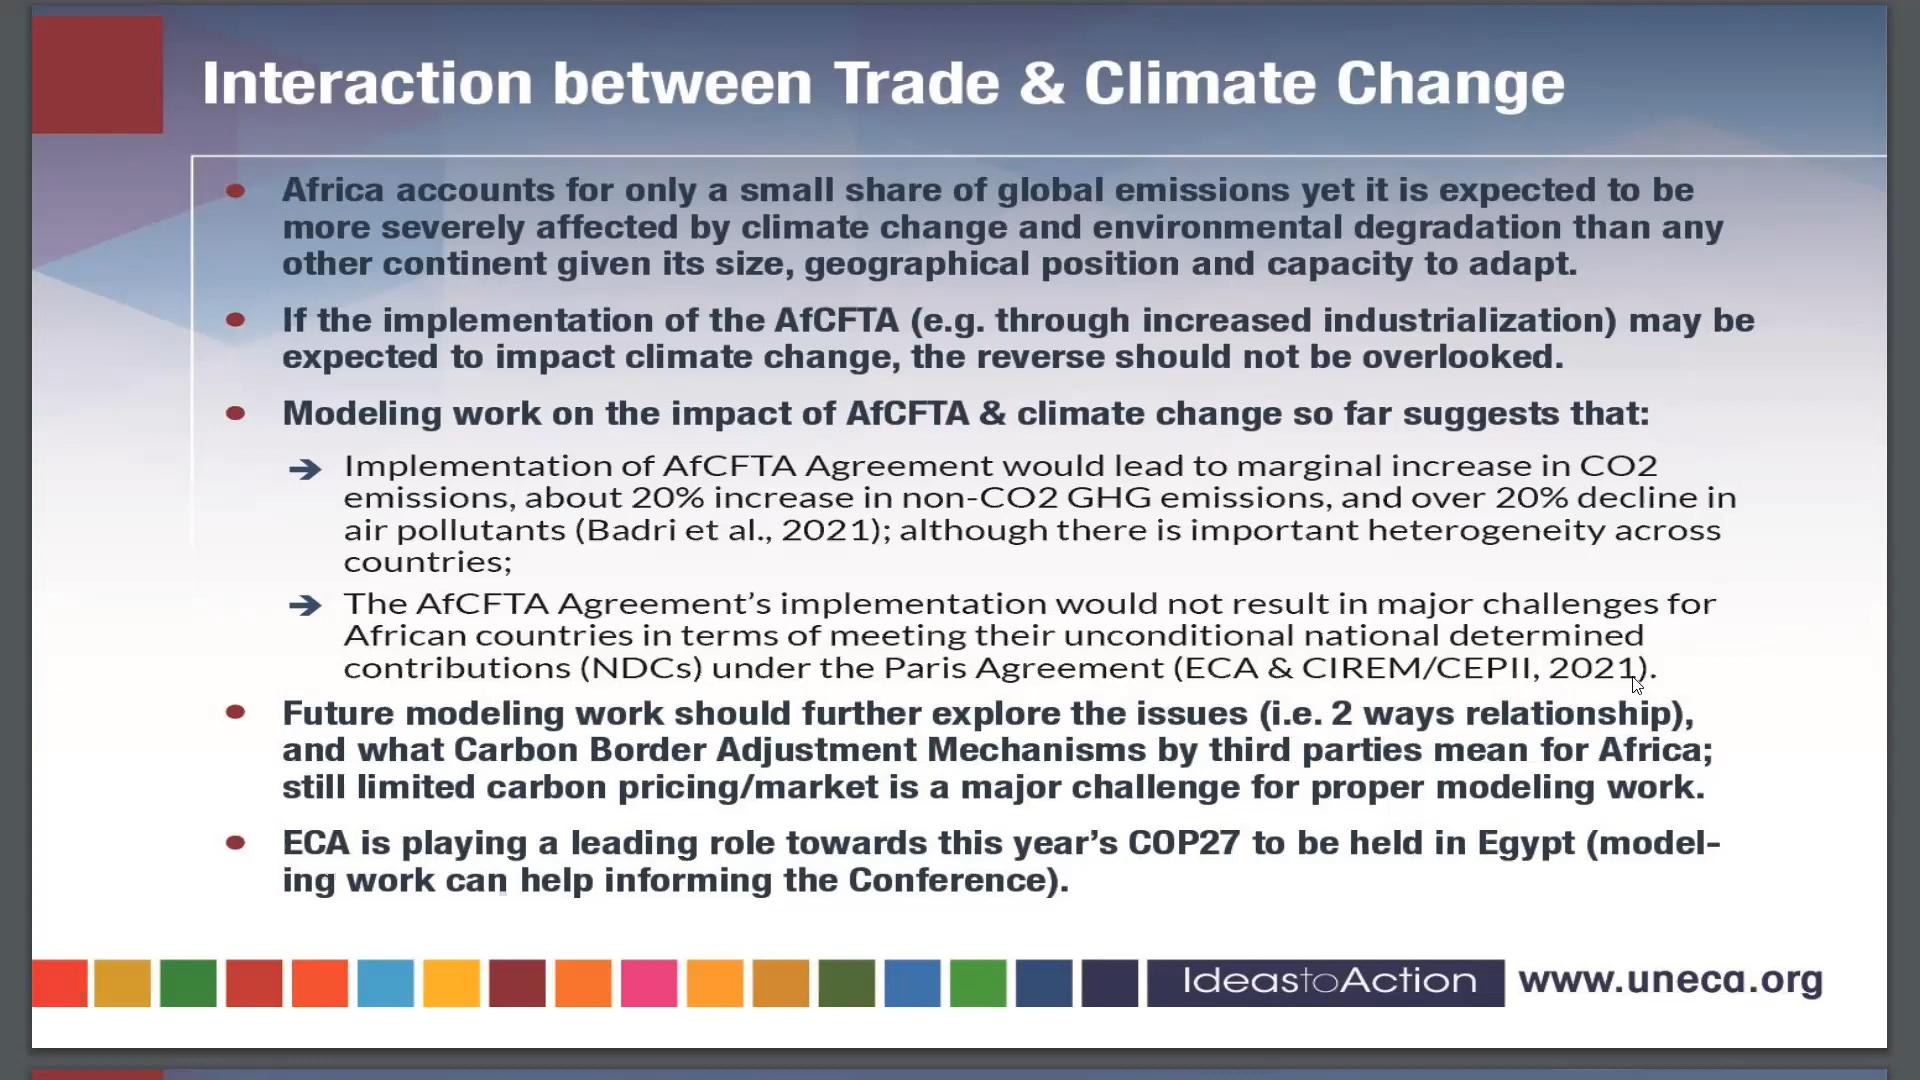 Interaction between Trade & Climate Change
Africa accounts for only a small share of global emissions yet it is expected to be
more severely affected by climate change and environmental degradation than any
other continent given its size, geographical position and capacity to adapt.
If the implementation of the AfCFTA (e.g. through increased industrialization) may be
expected to impact climate change, the reverse should not be overlooked.
Modeling work on the impact of AfCFTA & climate change so far suggests that:
Implementation of AfCFTA Agreement would lead to marginal increase in CO2
emissions, about 20% increase in non-CO2 GHG emissions, and over 20% decline in
air pollutants (Badri et al., 2021); although there is important heterogeneity across
countries;
The AfCFTA Agreement’s implementation would not result in major challenges for
African countries in terms of meeting their unconditional national determined
contributions (NDCs) under the Paris Agreement (ECA & CIREM/CEPII, 2021).
Future modeling work should further explore the issues (i.e. 2 ways relationship),
and what Carbon Border Adjustment Mechanisms by third parties mean for Africa;
still limited carbon pricing/market is a major challenge for proper modeling work.
ECA is playing a leading role towards this year’s COP27 to be held in Egypt (model-
ing work can help informing the Conference).
IdeastoAction www.uneca.org